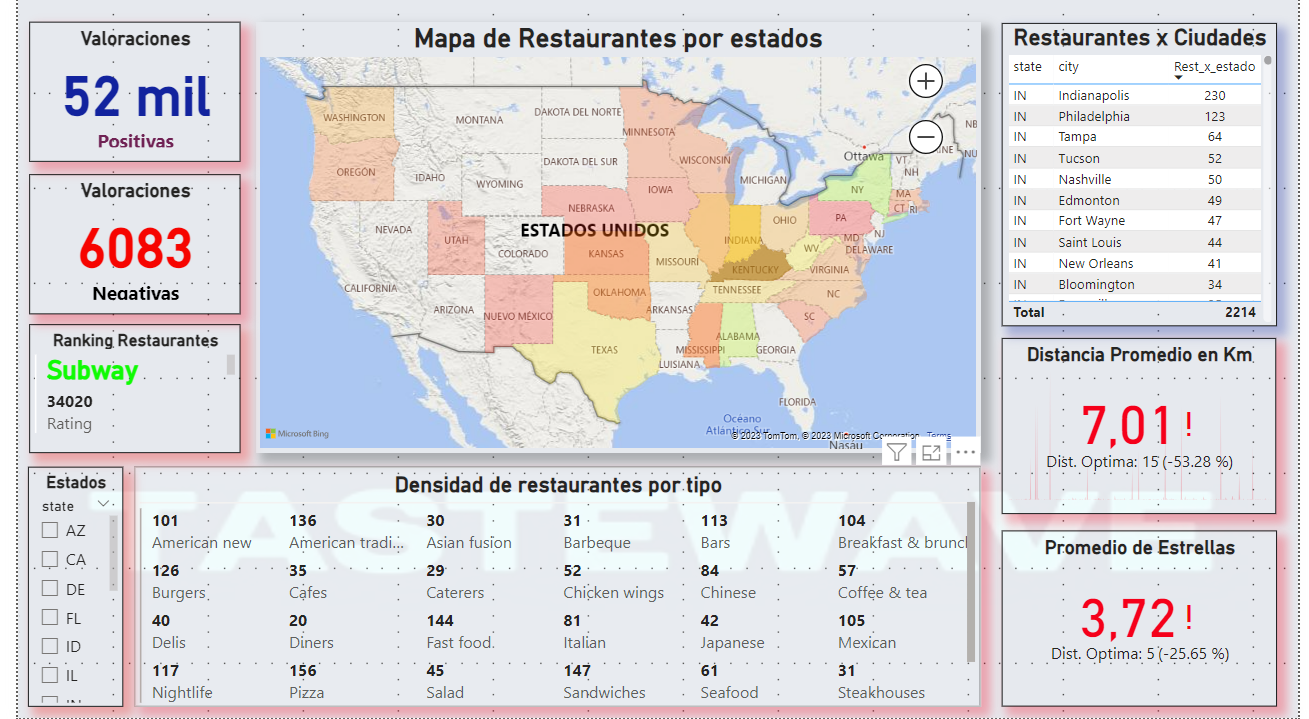 Valoraciones
52 mil
Positivas
Valoraciones
6083
Negativas
Ranking Restaurantes
Subway
34020
Rating
Mapa de Restaurantes por estados
WASHINGTON
MONTANA
DAKOTA DEL NORTE
MINNESOTA
OREGÓN
IDAHO
WYOMING
DAKOTA DEL SUR
WISCONSIN
MICHIGAN
Ottawa
VT
NH
NB
NY
MA
CT
RI
IOWA
NEBRASKA
NEVADA
UTAH
COLORADO
ESTADOS UNIDOS
KANSAS
MISSOURI
INDIANA
OHIO
PA
NJ
MD
DELAWARE
WV
KENTUCKY
VIRGINIA
CALIFORNIA
ARIZONA
NUEVO MÉXICO
OKLAHOMA
ARKANSAS
TENNESSEE
NC
SC
TEXAS
MISSISSIPPI
ALABAMA
GEORGIA
LUISIANA
FLORIDA
Océano
Atlántico Sur
Nasáu
Microsoft Bing
© 2023 TomTom, © 2023 Microsoft Corporation Terms
Restaurantes x Ciudades
state city Rest_x_estado
IN Indianapolis 230
IN Philadelphia 123
IN Tampa 64
IN Tucson 52
IN Nashville 50
IN Edmonton 49
IN Fort Wayne 47
IN Saint Louis 44
IN New Orleans 41
IN Bloomington 34
Total 2214
Distancia Promedio en Km
7,01 !
Dist. Optima: 15 (-53.28 %)
Promedio de Estrellas
3,72 !
Dist. Optima: 5 (-25.65 %)
Estados
state
AZ
CA
DE
FL
ID
IL
IN
TASTEWAVE
Densidad de restaurantes por tipo
101 136 30 31 113 104
American new American tradi... Asian fusion Barbeque Bars Breakfast & brunch
126 35 29 52 84 57
Burgers Cafes Caterers Chicken wings Chinese Coffee & tea
40 20 144 81 42 105
Delis Diners Fast food Italian Japanese Mexican
117 156 45 147 61 31
Nightlife Pizza Salad Sandwiches Seafood Steakhouses